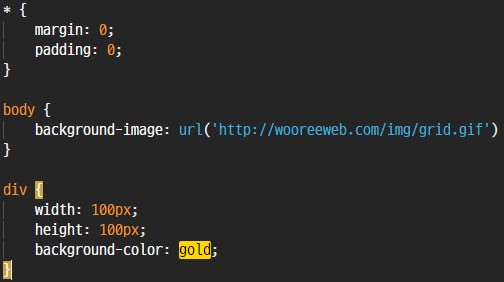 * {
    margin: 0;
    padding: 0;
}

body {
    background-image: url('http://wooreeweb.com/img/grid.gif')
}

div {
    width: 100px;
    height: 100px;
    background-color: gold;
}